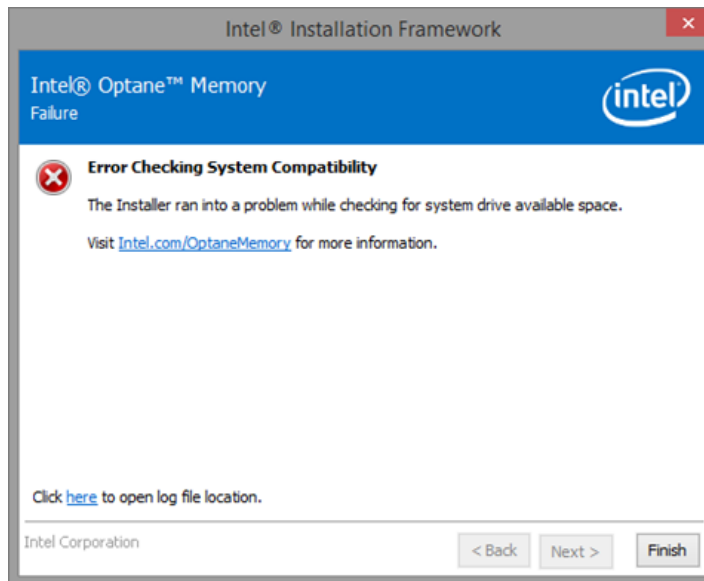 Intel® Installation Framework
Intel® Optane™ Memory
Failure
intel
Error Checking System Compatibility
The Installer ran into a problem while checking for system drive available space.
Visit Intel.com/OptaneMemory for more information.
Click here to open log file location.
Intel Corporation
< Back Next > Finish